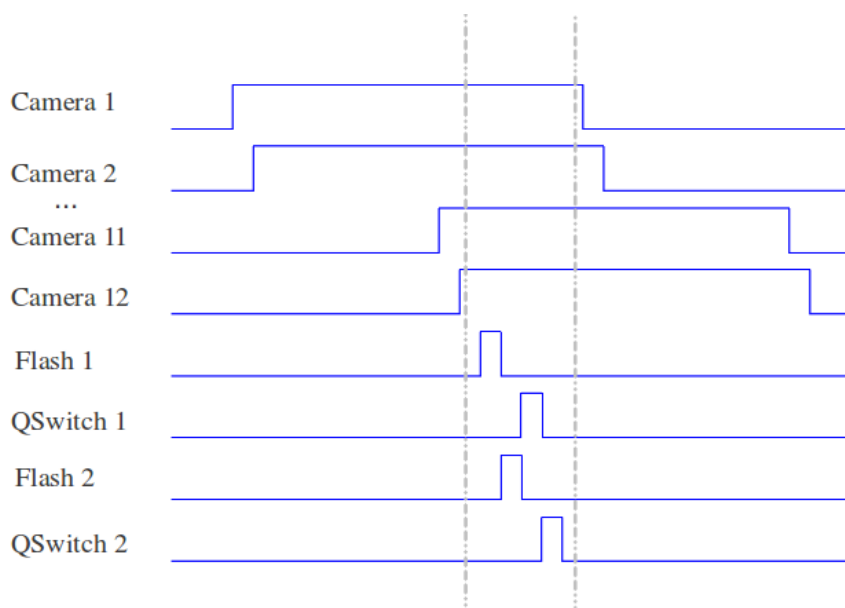 Camera 1
Camera 2
...
Camera 11
Camera 12
Flash 1
QSwitch 1
Flash 2
QSwitch 2